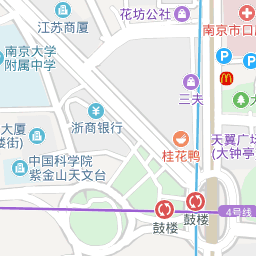 江苏商厦
花坊公社
南京市口
南京大学
附属中学
三夫
大
浙商银行
大厦
楼街)
桂花鸭
天翼广场
(大钟亭
中国科学院
紫金山天文台
鼓楼
鼓楼
4号线
P
P